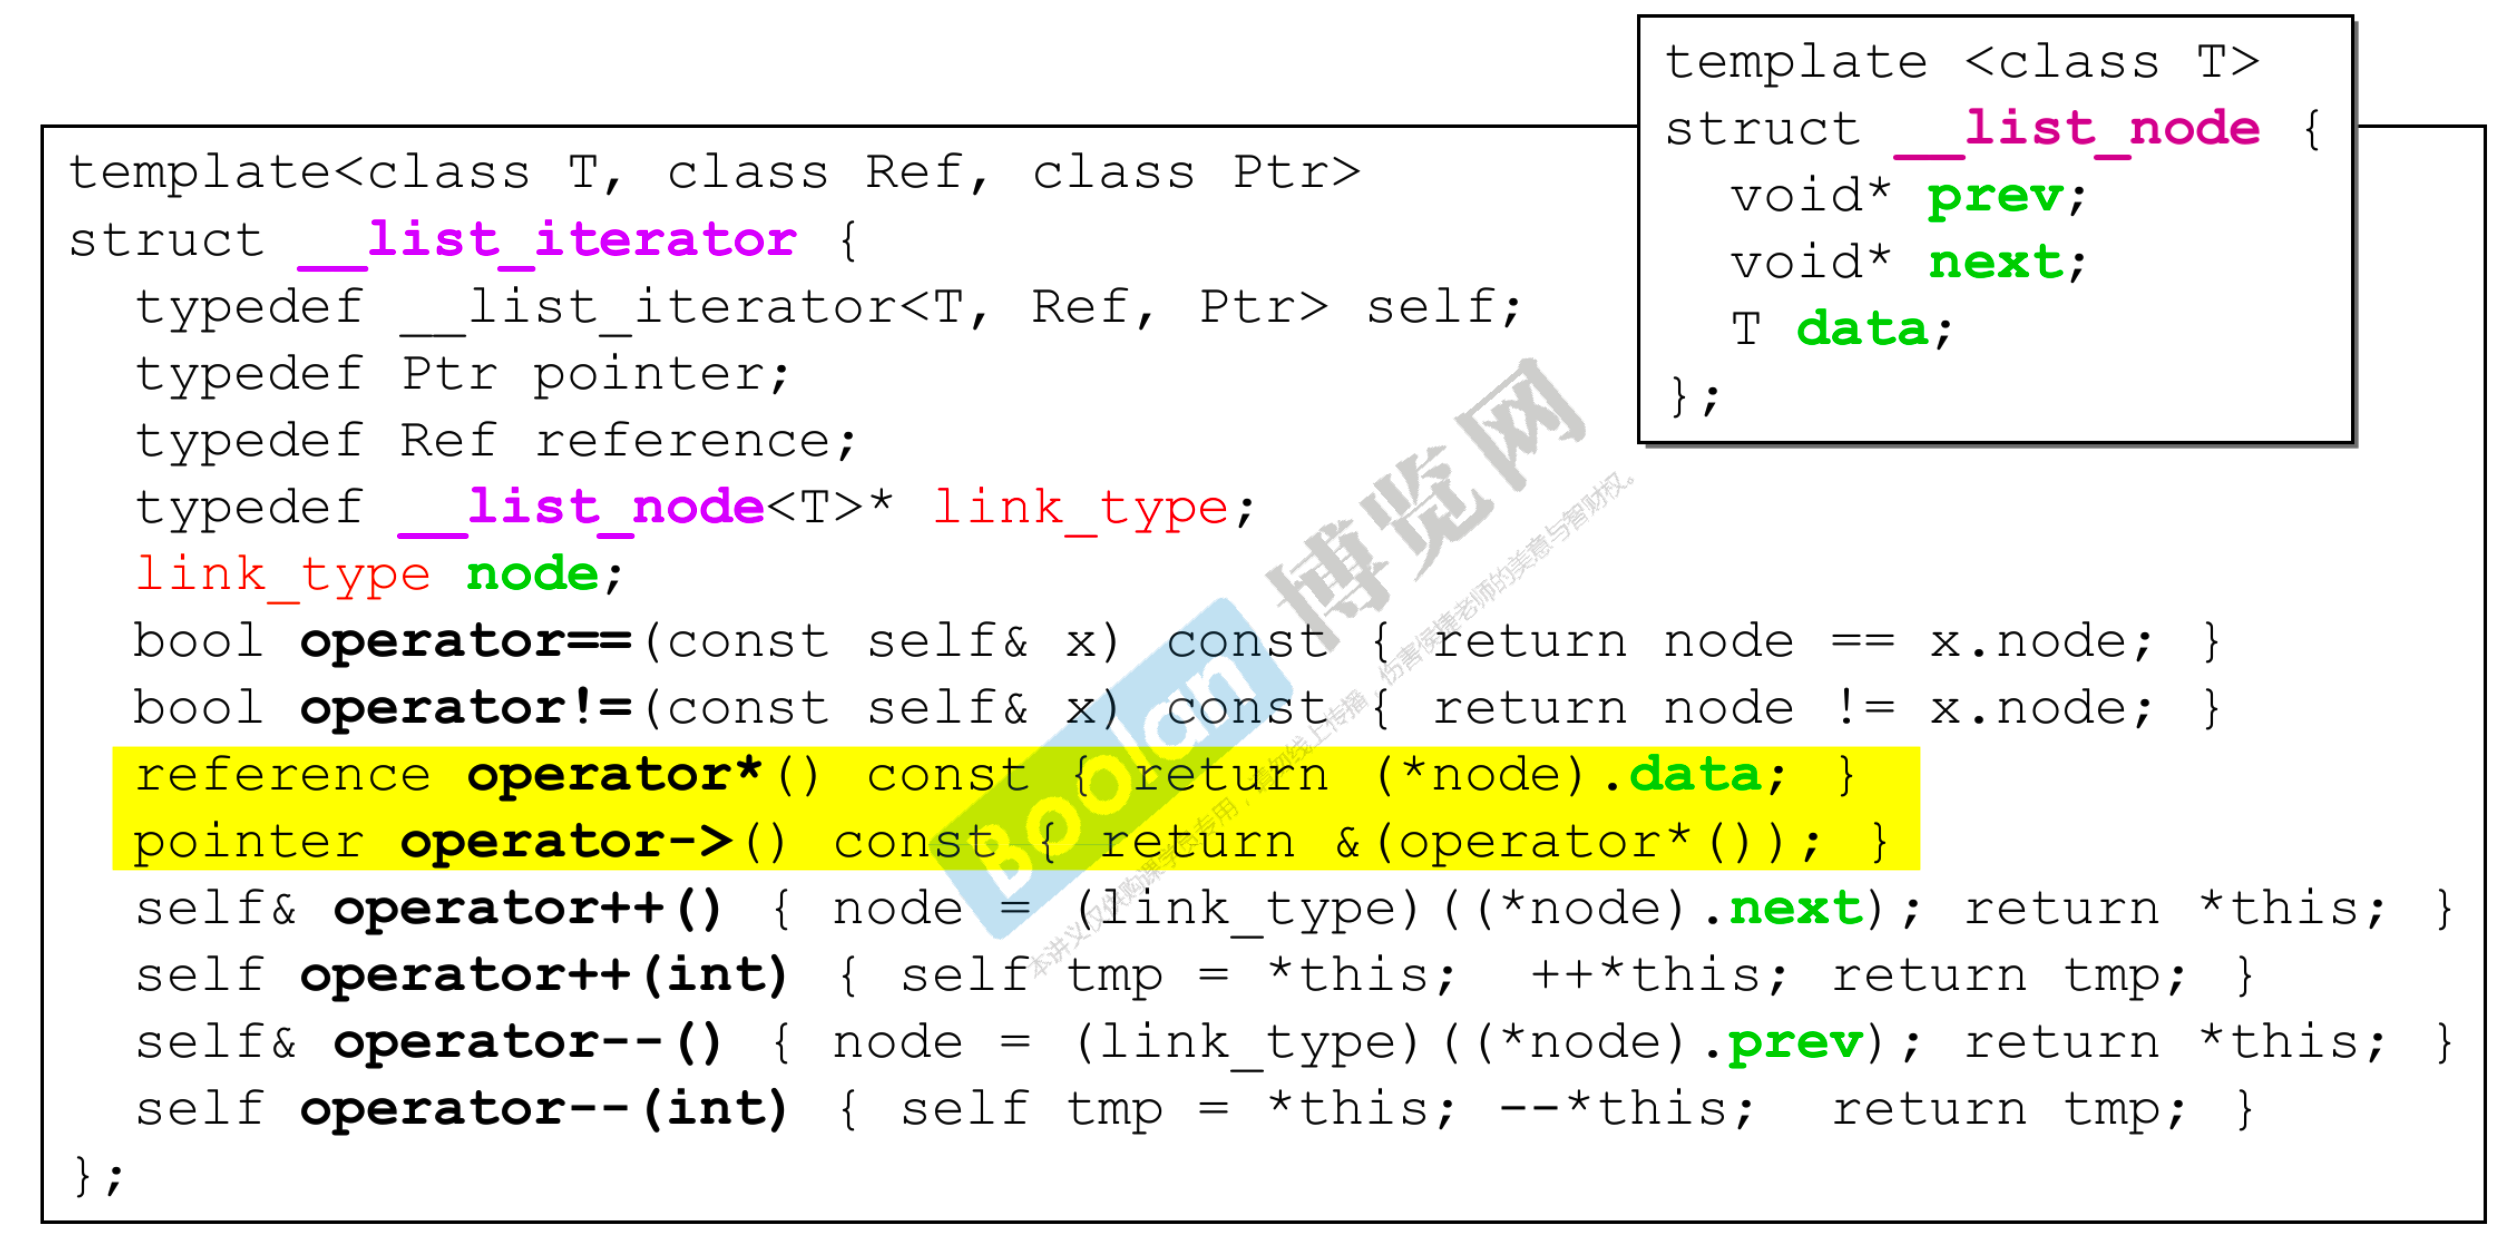 template <class T>
struct __list_node {
void* prev;
void* next;
T data;
};
template<class T, class Ref, class Ptr>
struct __list_iterator {
typedef __list_iterator<T, Ref, Ptr> self;
typedef Ptr pointer;
typedef Ref reference;
typedef __list_node<T>* link_type;
link_type node;
bool operator==(const self& x) const { return node == x.node; }
bool operator!=(const self& x) const { return node != x.node; }
reference operator*() const { return (*node).data; }
pointer operator->() const { return &(operator*()); }
self& operator++() { node = (link_type)((*node).next); return *this; }
self operator++(int) { self tmp = *this; ++*this; return tmp; }
self& operator--() { node = (link_type)((*node).prev); return *this; }
self operator--(int) { self tmp = *this; --*this; return tmp; }
};
Boolan 博览网
本讲义仅供购课学员专用，请勿线上传播，伤害侯捷老师的美意与智财权。